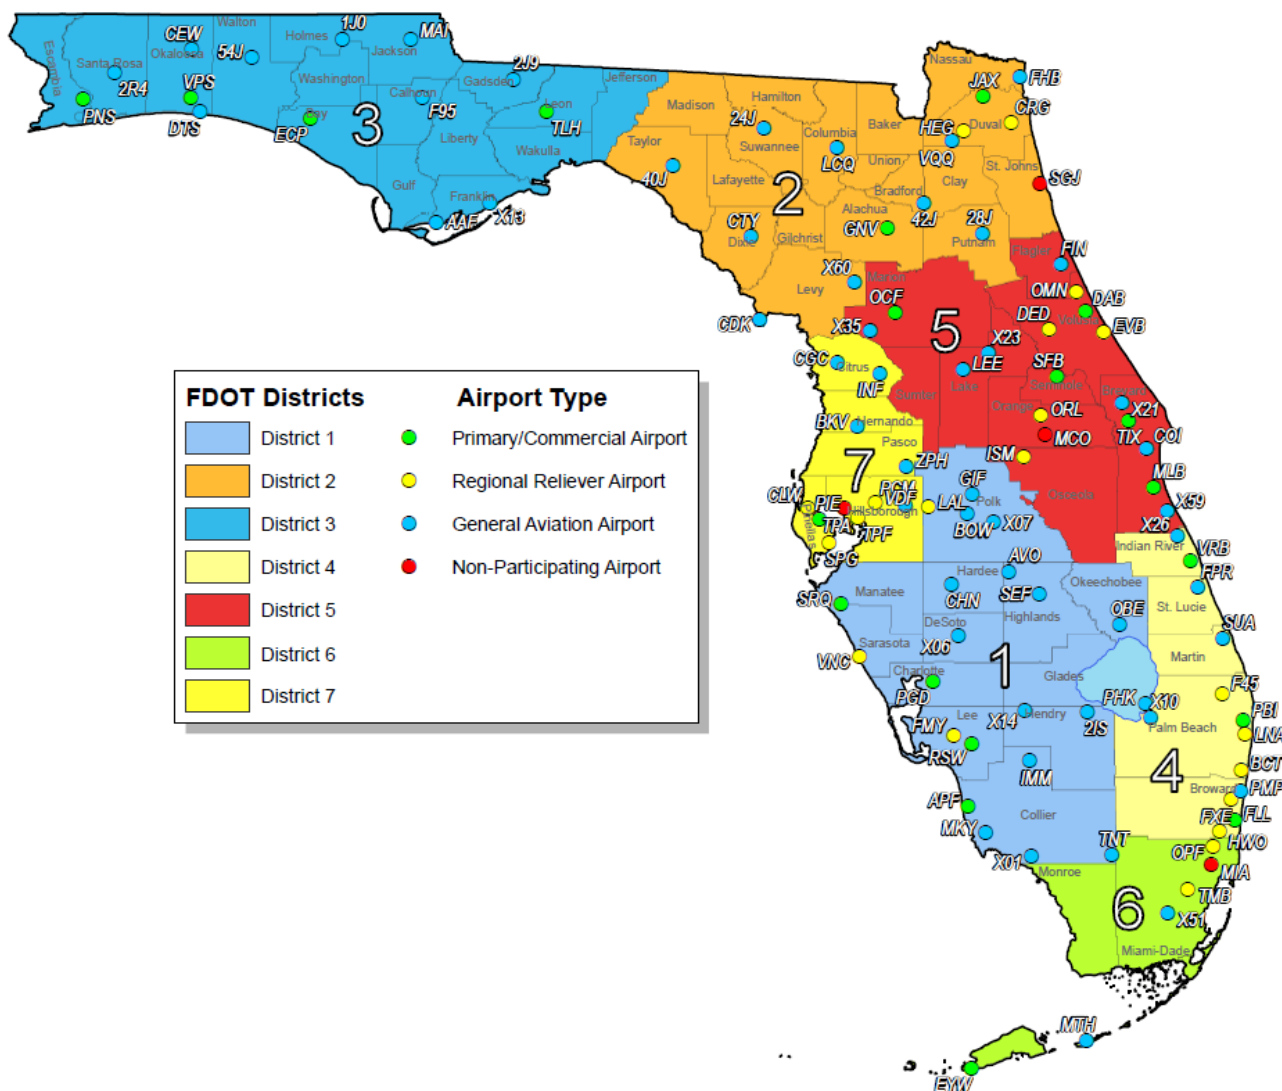 Walton
CEW
Okaloosa
54J
Holmes
1J0
MAI
Jackson
Escambia
Santa Rosa
2R4
VPS
PNS
DTS
Washington
Bay
ECP
3
Calhoun
F95
Gadsden
2J9
Jefferson
Leon
TLH
Liberty
Wakulla
Gulf
Franklin
AAF
X13
Nassau
JAX
FHB
CRG
Duval
HEG
VQQ
Hamilton
Madison
24J
Suwannee
Columbia
LCQ
Baker
Union
Taylor
40J
Lafayette
2
Bradford
42J
Clay
St. Johns
SGJ
Alachua
GNV
28J
Putnam
CTY
Dixie
Gilchrist
X60
Levy
CDK
Flagler
FIN
Marion
OCF
OMN
DAB
DED
Volusia
EVB
5
X35
X23
LEE
Lake
SFB
Seminole
Sumter
Orange
ORL
MCO
Brevard
X21
TIX
COI
ISM
MLB
Osceola
X59
X26
CGC
Citrus
INF
BKV
Hernando
Pasco
7
ZPH
CLW
PIE
PCM
VDF
Hillsborough
TPA
TPF
Pinellas
SPG
LAL
GIF
Polk
BOW
X07
Indian River
VRB
FPR
AVO
Hardee
CHN
SEF
Highlands
Okeechobee
OBE
St. Lucie
SUA
Martin
Manatee
SRQ
Sarasota
VNC
DeSoto
X06
1
Charlotte
PGD
Glades
PHK
X10
F45
PBI
LNA
Palm Beach
Lee
FMY
RSW
X14
Hendry
2IS
IMM
4
BCT
PMP
Broward
FXE
FLL
HWO
APF
MKY
Collier
X01
TNT
OPF
MIA
Monroe
6
TMB
X51
Miami-Dade
MTH
EYW
FDOT Districts
District 1
District 2
District 3
District 4
District 5
District 6
District 7
Airport Type
Primary/Commercial Airport
Regional Reliever Airport
General Aviation Airport
Non-Participating Airport